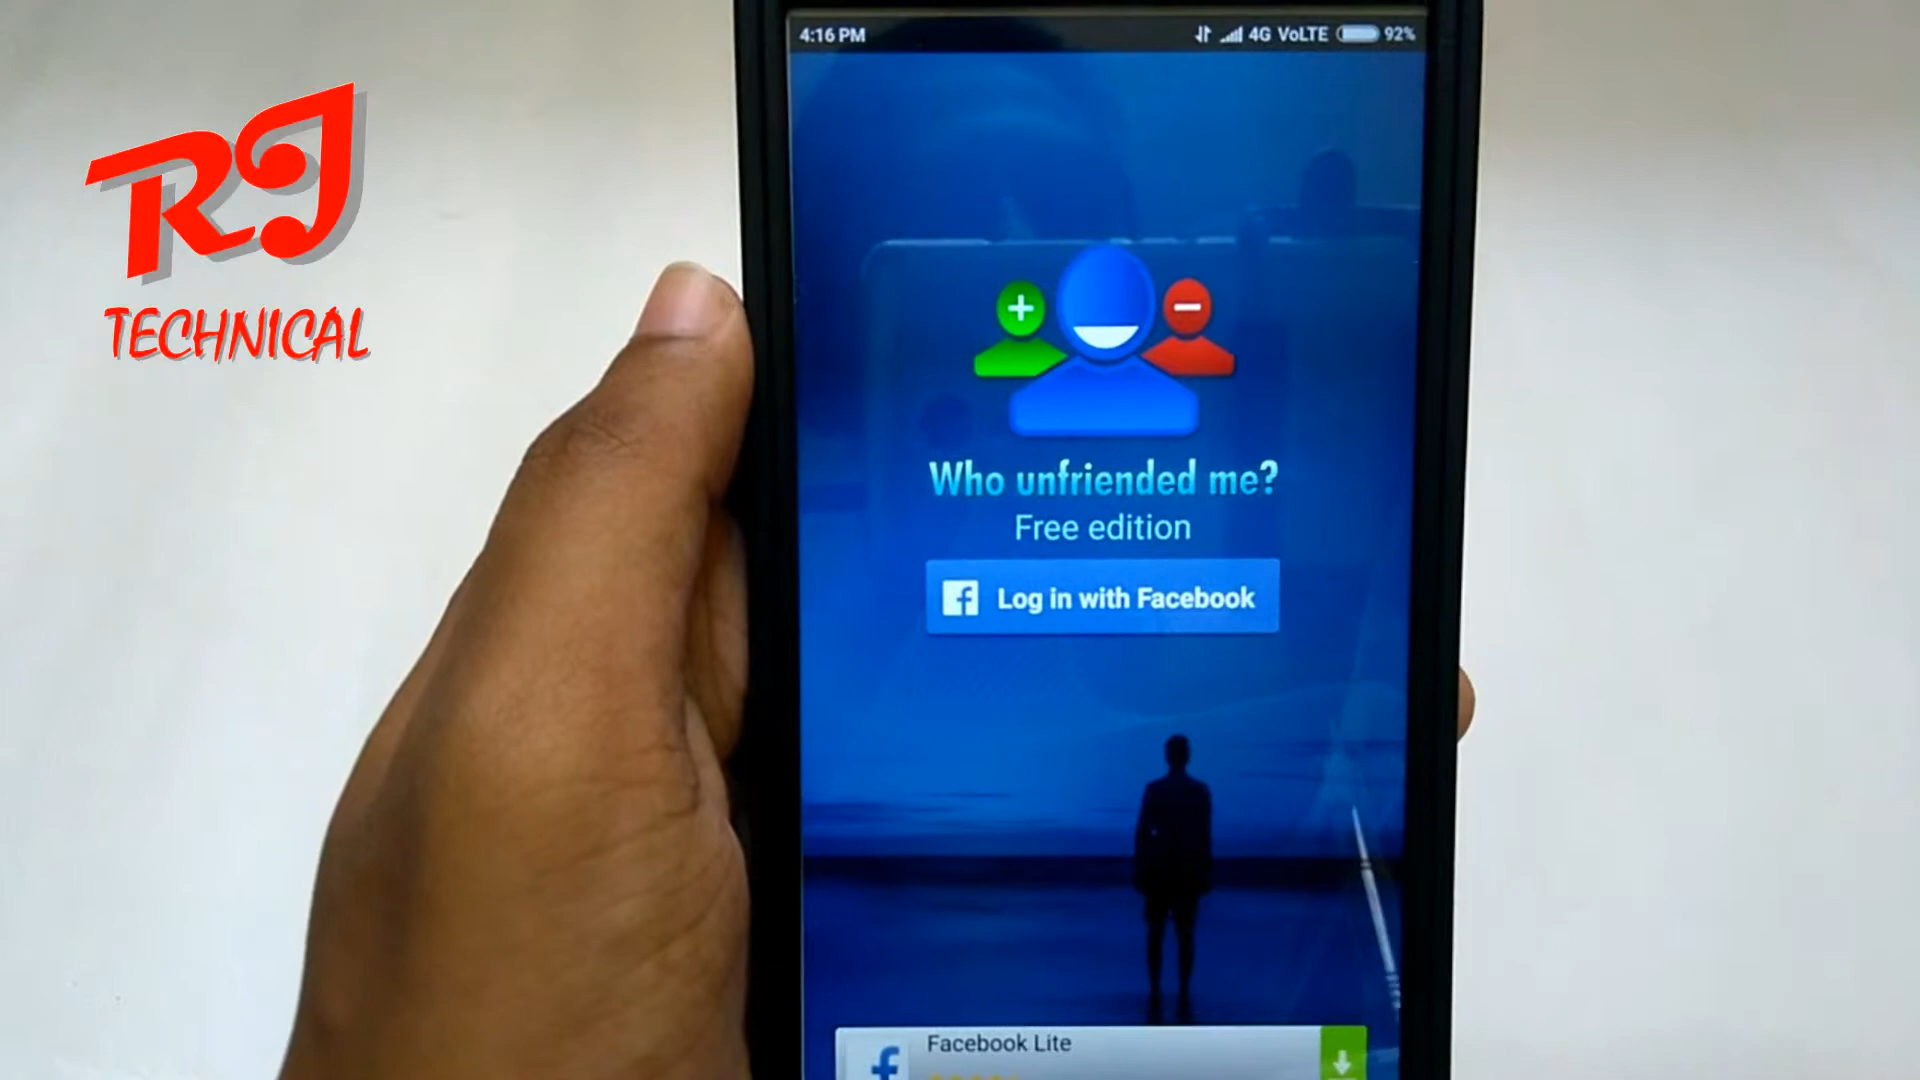 RJ
TECHNICAL
4:16 PM
4G VoLTE 92%
Who unfriended me?
Free edition
f Log in with Facebook
f Facebook Lite